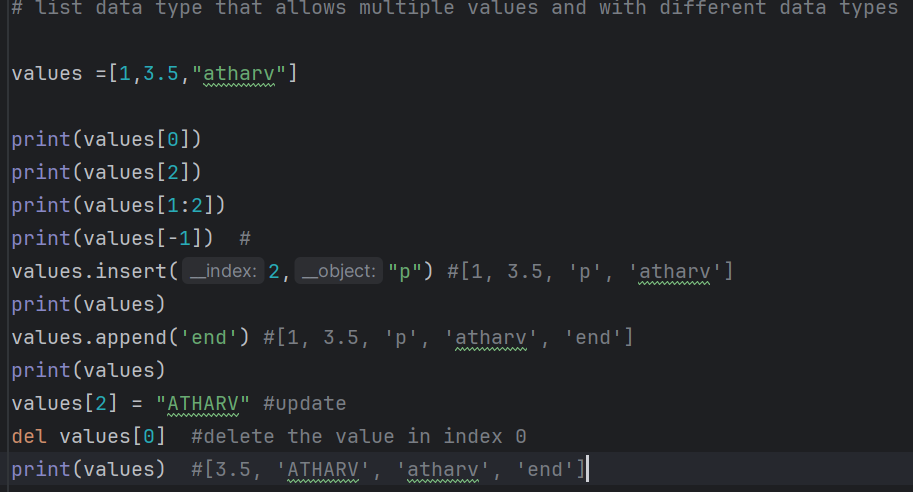 # list data type that allows multiple values and with different data types
values =[1,3.5,"atharv"]
print(values[0])
print(values[2])
print(values[1:2])
print(values[-1])  #
values.insert(__index: 2,__object: "p") #[1, 3.5, 'p', 'atharv']
print(values)
values.append('end') #[1, 3.5, 'p', 'atharv', 'end']
print(values)
values[2] = "ATHARV" #update
del values[0]  #delete the value in index 0
print(values)  #[3.5, 'ATHARV', 'atharv', 'end']